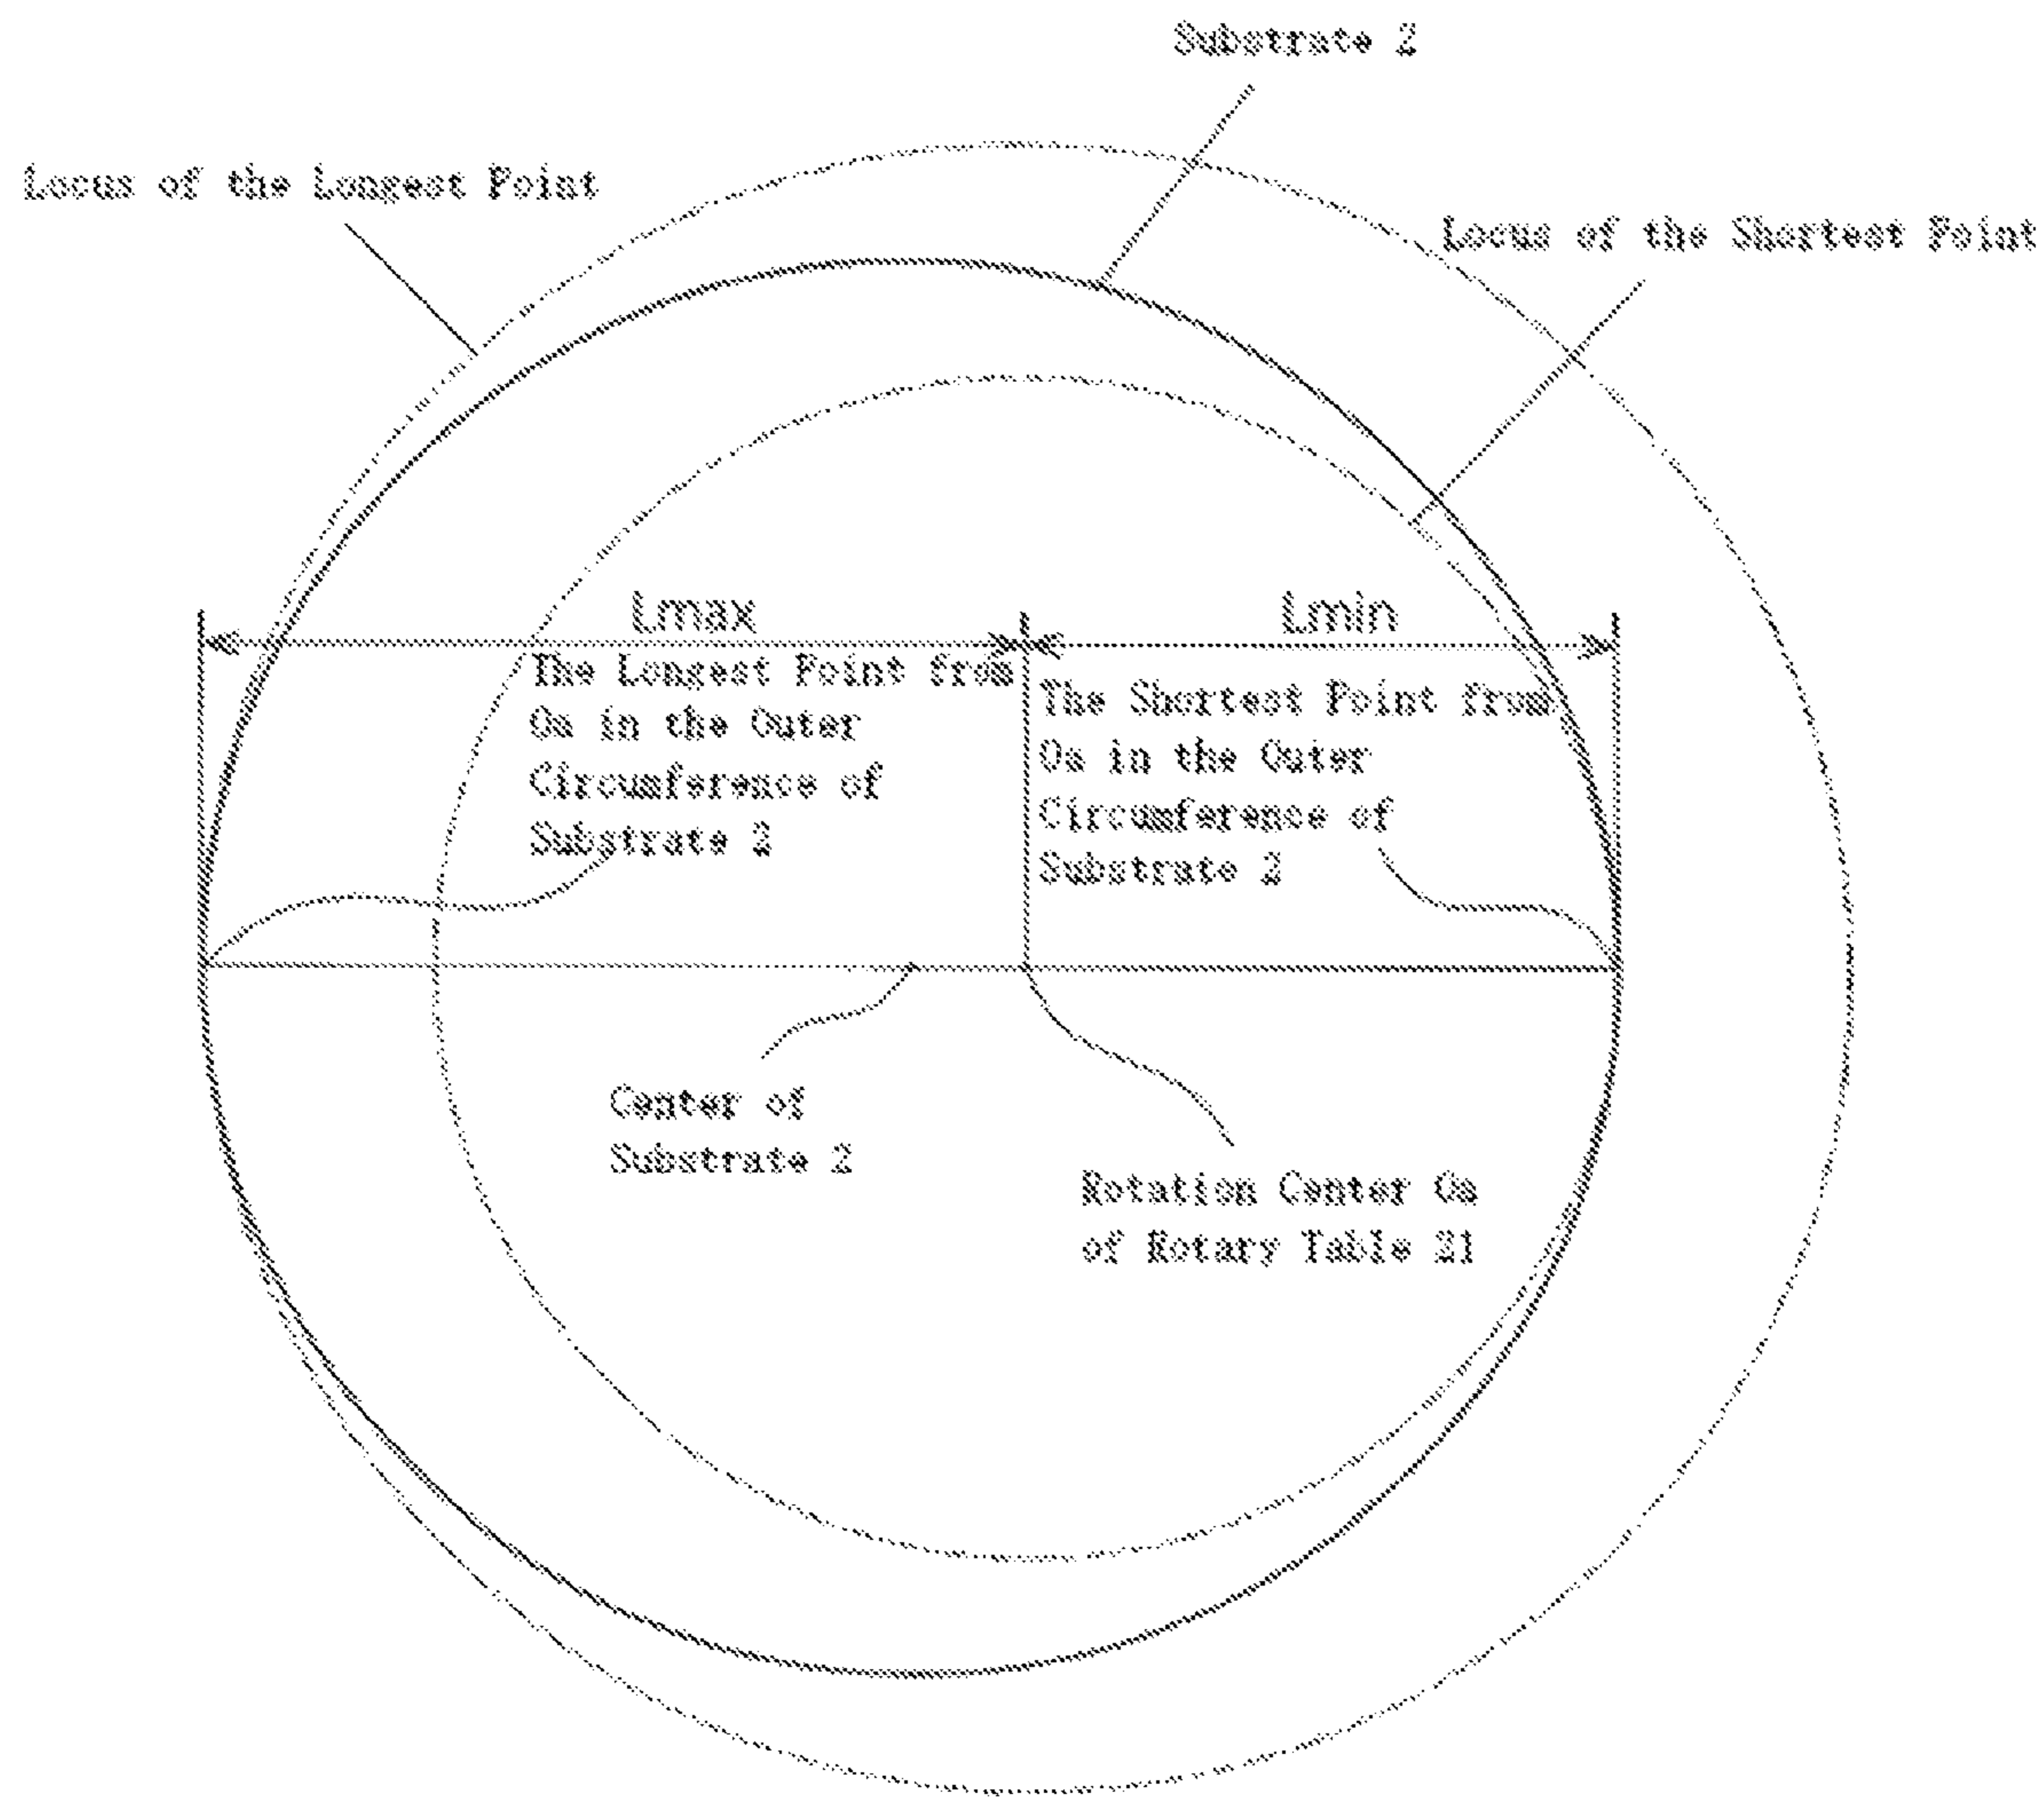 Substrate 2
Locus of the Longest Point
Locus of the Shortest Point
Lmax
Lmin
The Longest Point from
Oa in the Outer
Circumference of
Substrate 2
The Shortest Point from
Oa in the Outer
Circumference of
Substrate 2
Center of
Substrate 2
Rotation Center Oa
of Rotary Table 21